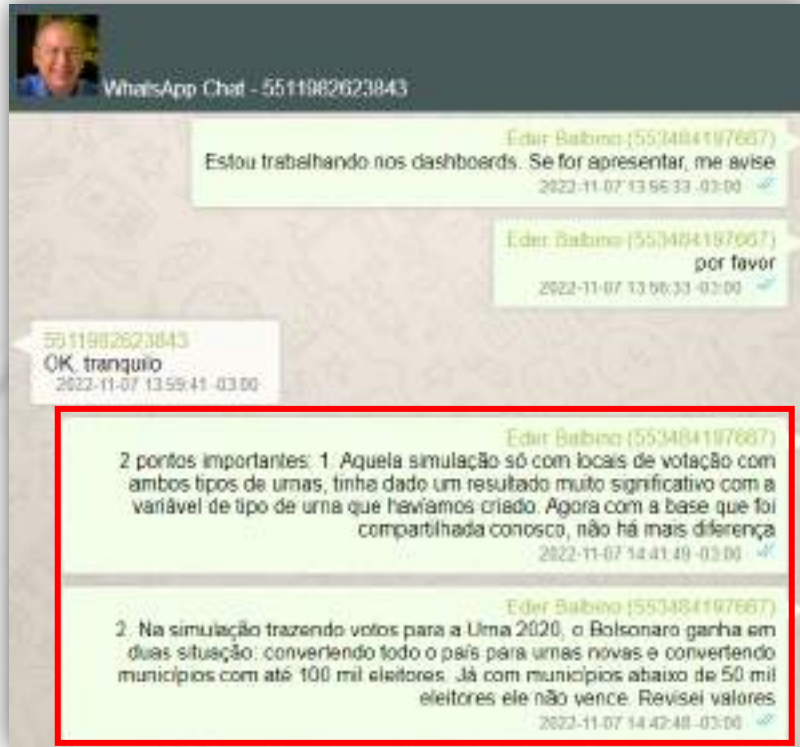 WhatsApp Chat - 5511982623843
Eder Balbino (553484197667)
Estou trabalhando nos dashboards. Se for apresentar, me avise
2022-11-07 13:56:33 -03:00
Eder Balbino (553484197667)
por favor
2022-11-07 13:56:33 -03:00
5511982623843
OK, tranquilo
2022-11-07 13:59:41 -03:00
Eder Balbino (553484197667)
2 pontos importantes: 1. Aquela simulação só com locais de votação com
ambos tipos de urnas, tinha dado um resultado muito significativo com a
variável de tipo de urna que havíamos criado. Agora com a base que foi
compartilhada conosco, não há mais diferença
2022-11-07 14:41:49 -03:00
Eder Balbino (553484197667)
2. Na simulação trazendo votos para a Urna 2020, o Bolsonaro ganha em
duas situação: convertendo todo o país para urnas novas e convertendo
municípios com até 100 mil eleitores. Já com municípios abaixo de 50 mil
eleitores ele não vence. Revisei valores
2022-11-07 14:42:48 -03:00